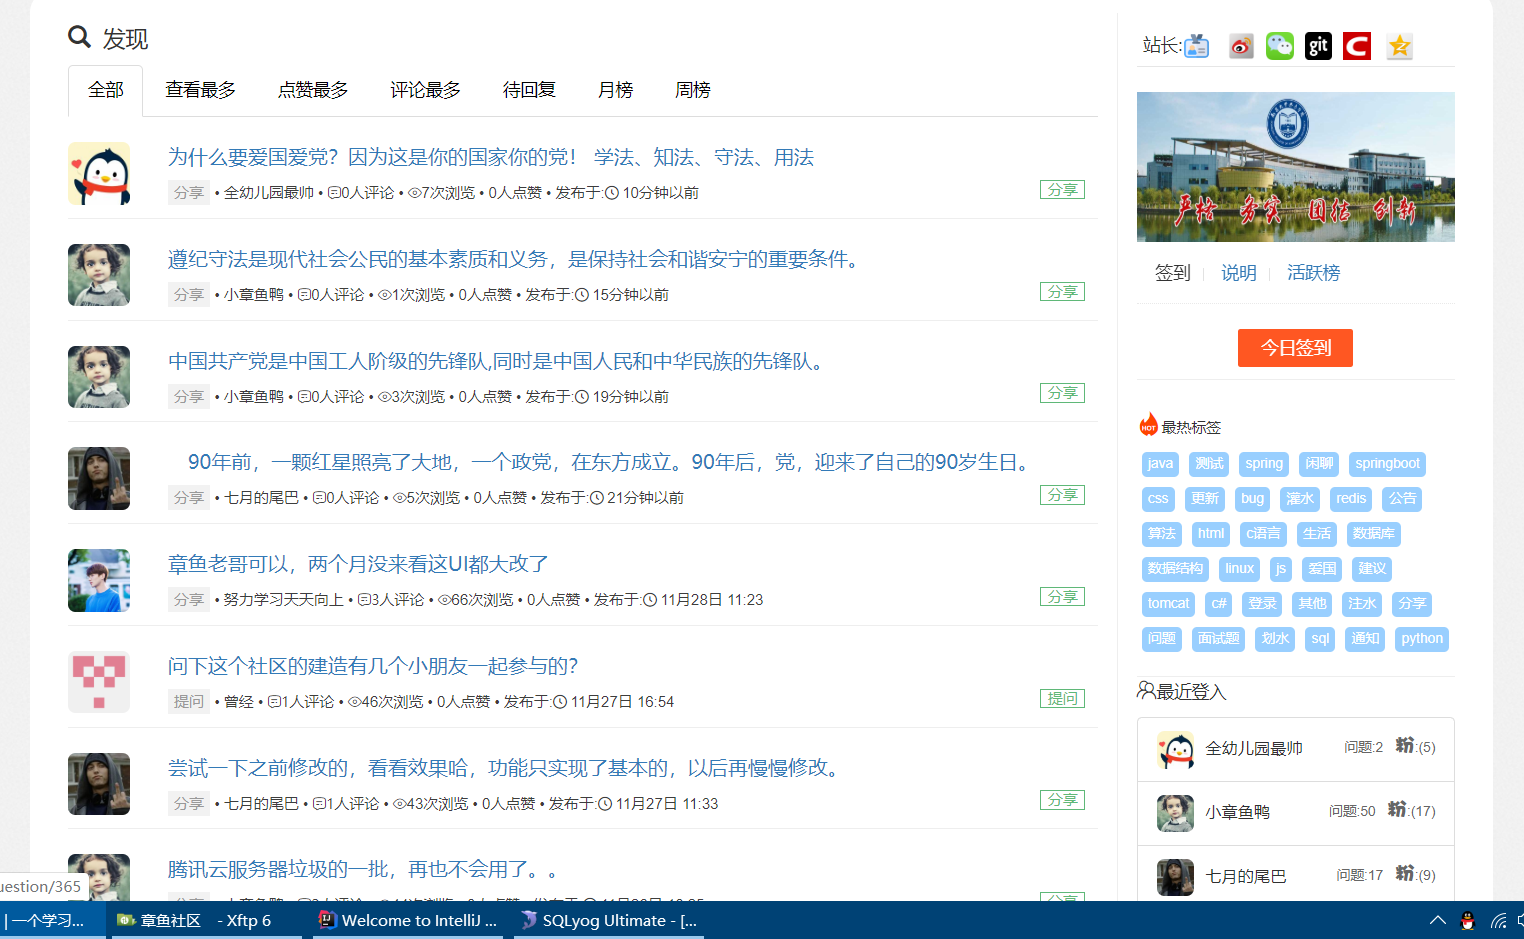 发现
全部 查看最多 点赞最多 评论最多 待回复 月榜 周榜
为什么要爱国爱党？因为这是你的国家你的党！ 学法、知法、守法、用法
分享 • 全幼儿园最帅 • 0人评论 • 7次浏览 • 0人点赞 • 发布于: 10分钟以前 分享
遵纪守法是现代社会公民的基本素质和义务，是保持社会和谐安宁的重要条件。
分享 • 小章鱼鸭 • 0人评论 • 1次浏览 • 0人点赞 • 发布于: 15分钟以前 分享
中国共产党是中国工人阶级的先锋队,同时是中国人民和中华民族的先锋队。
分享 • 小章鱼鸭 • 0人评论 • 3次浏览 • 0人点赞 • 发布于: 19分钟以前 分享
90年前，一颗红星照亮了大地，一个政党，在东方成立。90年后，党，迎来了自己的90岁生日。
分享 • 七月的尾巴 • 0人评论 • 5次浏览 • 0人点赞 • 发布于: 21分钟以前 分享
章鱼老哥可以，两个月没来看这UI都大改了
分享 • 努力学习天天向上 • 3人评论 • 66次浏览 • 0人点赞 • 发布于: 11月28日 11:23 分享
问下这个社区的建造有几个小朋友一起参与的？
提问 • 曾经 • 1人评论 • 46次浏览 • 0人点赞 • 发布于: 11月27日 16:54 提问
尝试一下之前修改的，看看效果哈，功能只实现了基本的，以后再慢慢修改。
分享 • 七月的尾巴 • 1人评论 • 43次浏览 • 0人点赞 • 发布于: 11月27日 11:33 分享
腾讯云服务器垃圾的一批，再也不会用了。。
站长:
git
严格 务实 团结 创新
签到 说明 活跃榜
今日签到
HOT 最热标签
java 测试 spring 闲聊 springboot
css 更新 bug 灌水 redis 公告
算法 html c语言 生活 数据库
数据结构 linux js 爱国 建议
tomcat c# 登录 其他 注水 分享
问题 面试题 划水 sql 通知 python
最近登入
全幼儿园最帅 问题:2 粉:(5)
小章鱼鸭 问题:50 粉:(17)
七月的尾巴 问题:17 粉:(9)
uestion/365
| 一个学习... 章鱼社区 - Xftp 6 Welcome to IntelliJ ... SQLyog Ultimate - [...